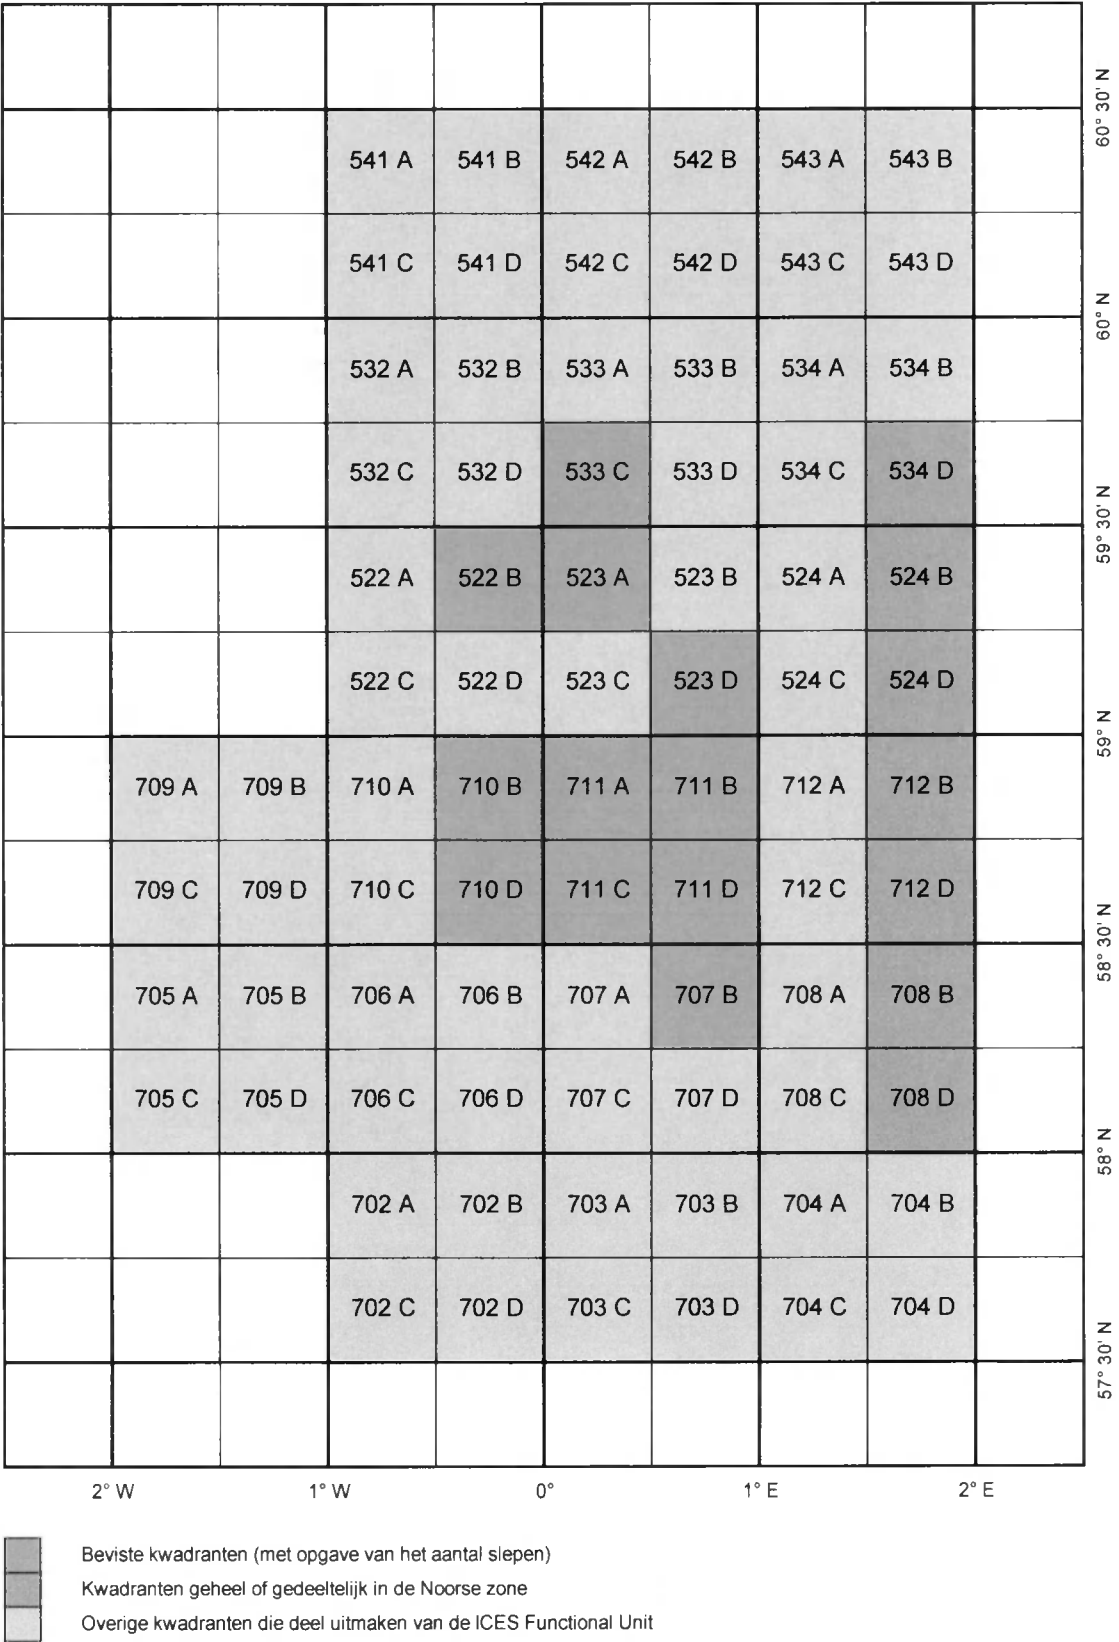 60° 30' N
541 A 541 B 542 A 542 B 543 A 543 B
541 C 541 D 542 C 542 D 543 C 543 D
60° N
532 A 532 B 533 A 533 B 534 A 534 B
532 C 532 D 533 C 533 D 534 C 534 D
59° 30' N
522 A 522 B 523 A 523 B 524 A 524 B
522 C 522 D 523 C 523 D 524 C 524 D
59° N
709 A 709 B 710 A 710 B 711 A 711 B 712 A 712 B
709 C 709 D 710 C 710 D 711 C 711 D 712 C 712 D
58° 30' N
705 A 705 B 706 A 706 B 707 A 707 B 708 A 708 B
705 C 705 D 706 C 706 D 707 C 707 D 708 C 708 D
58° N
702 A 702 B 703 A 703 B 704 A 704 B
702 C 702 D 703 C 703 D 704 C 704 D
57° 30' N
2° W 1° W 0° 1° E 2° E
Beviste kwadranten (met opgave van het aantal slepen)
Kwadranten geheel of gedeeltelijk in de Noorse zone
Overige kwadranten die deel uitmaken van de ICES Functional Unit